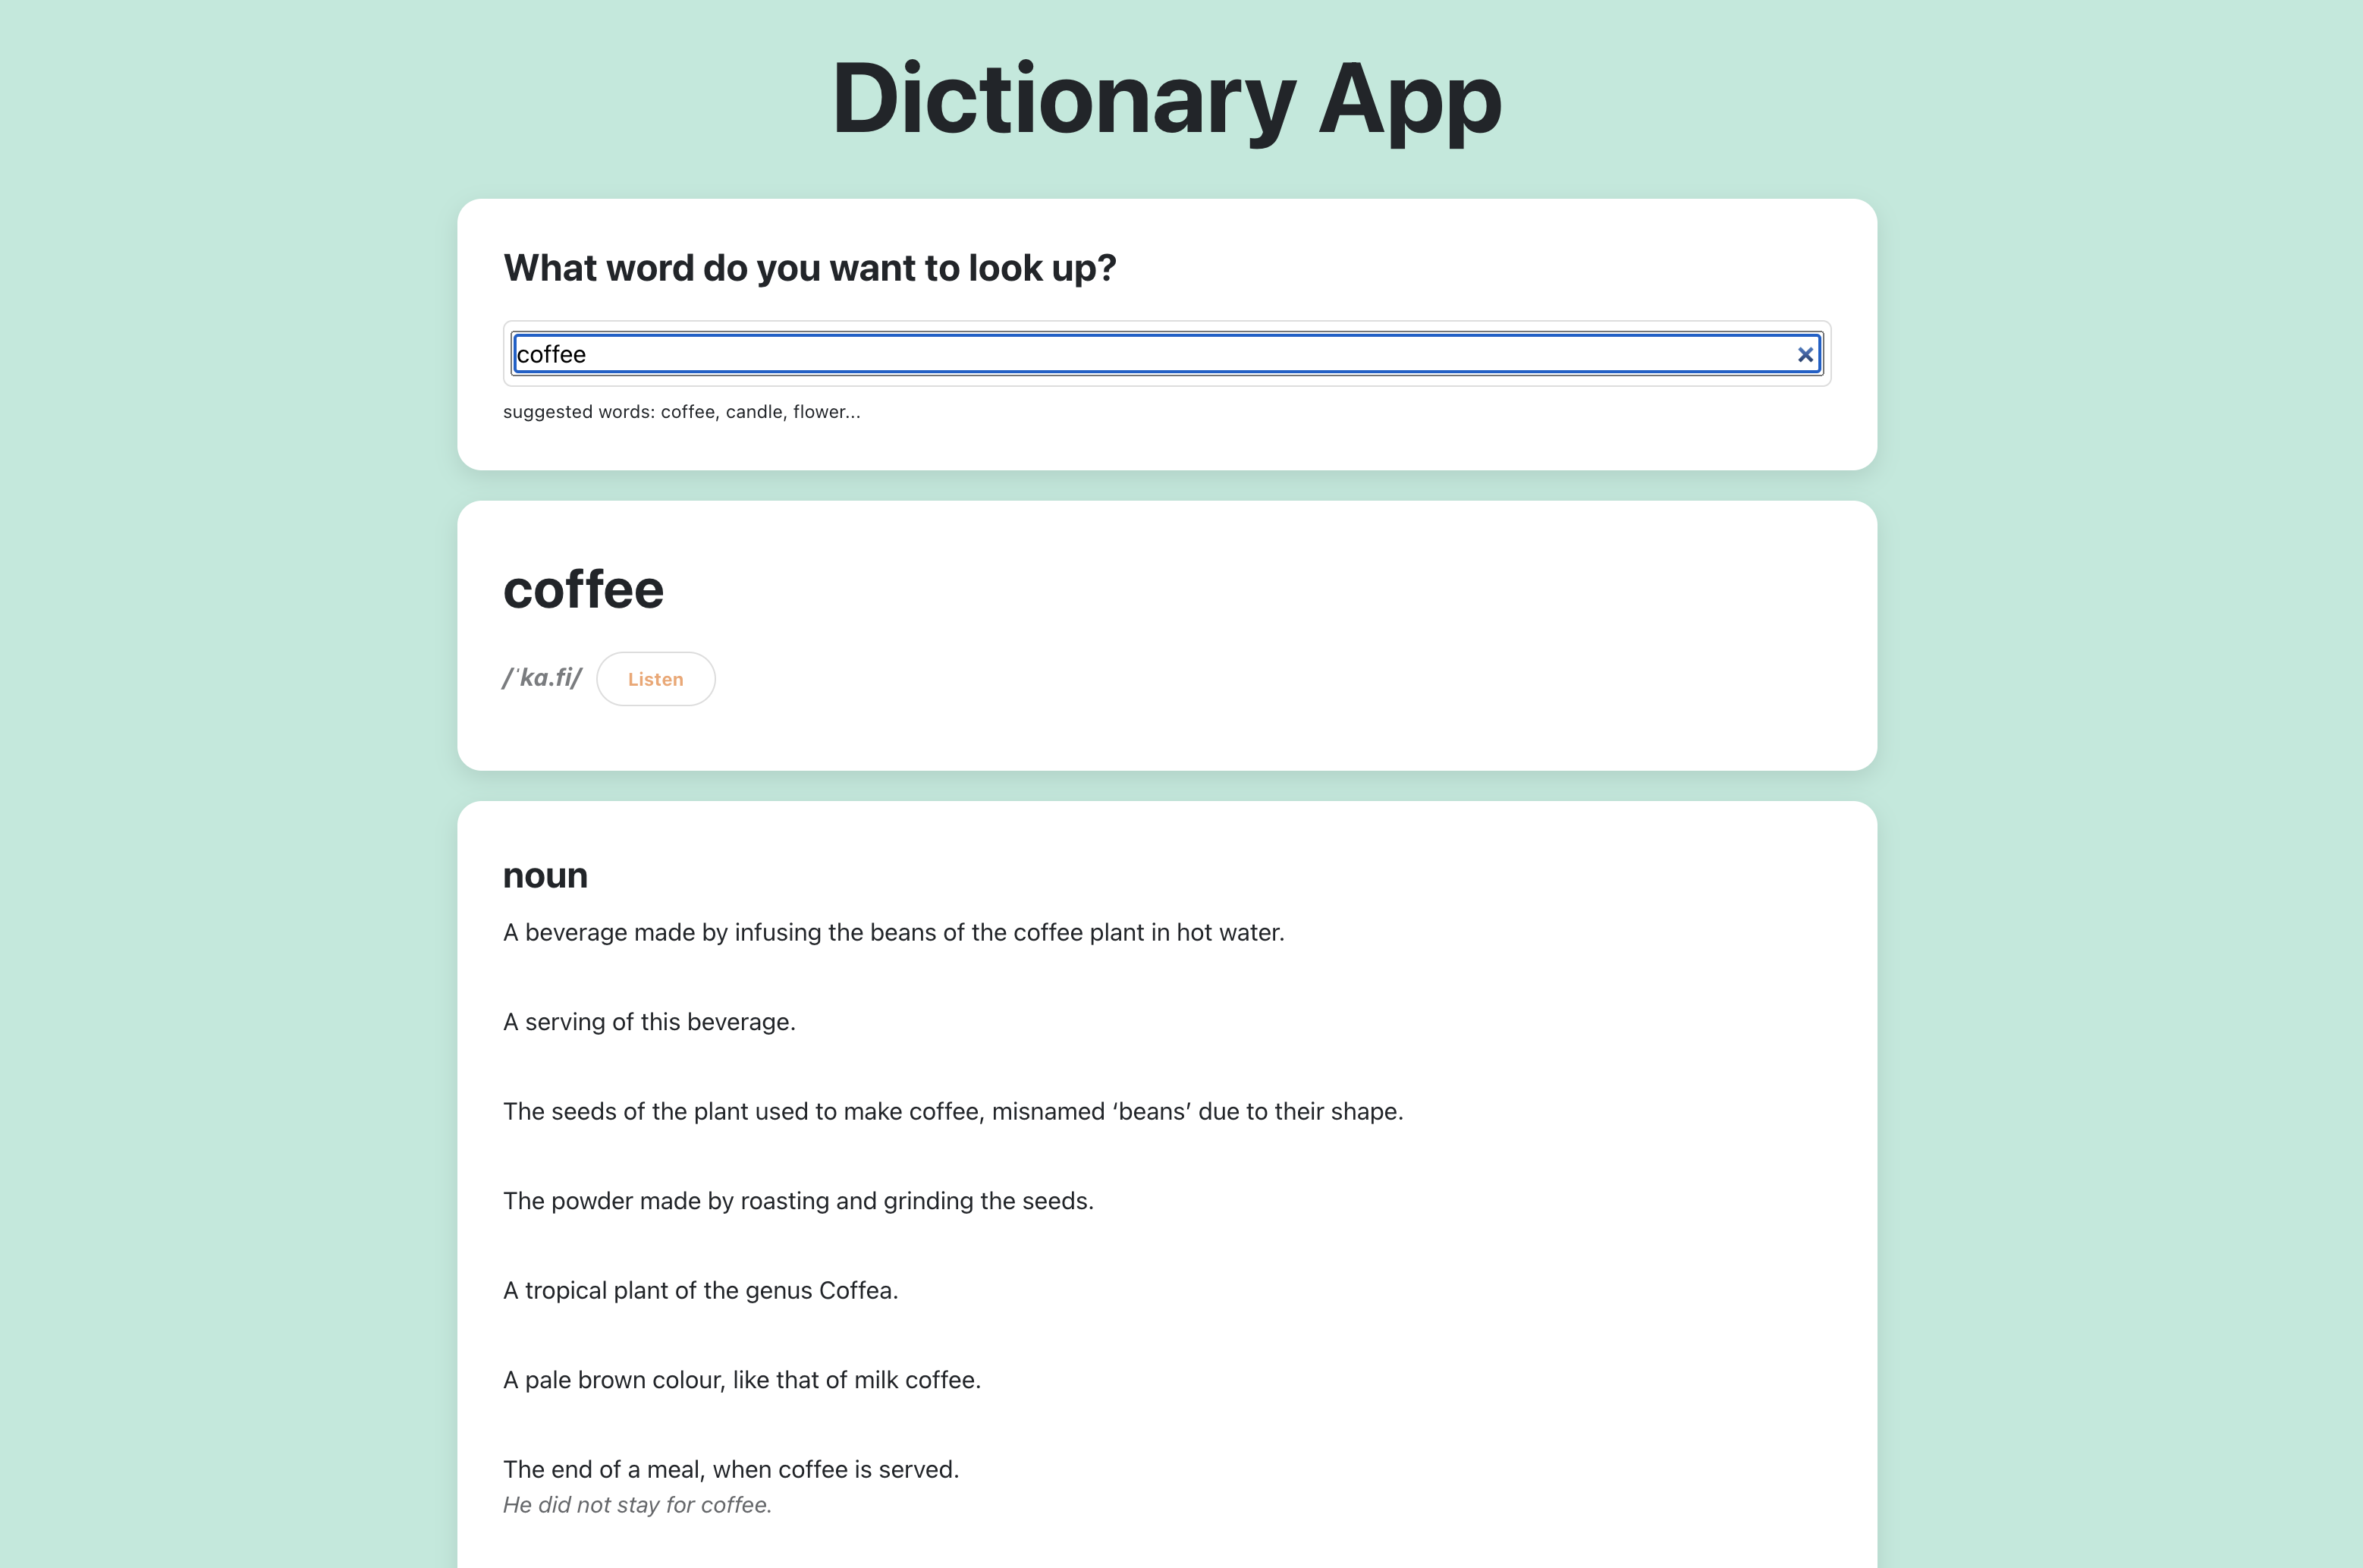 Dictionary App
What word do you want to look up?
coffee
suggested words: coffee, candle, flower...
coffee
/ˈkɑ.fi/ Listen
noun
A beverage made by infusing the beans of the coffee plant in hot water.
A serving of this beverage.
The seeds of the plant used to make coffee, misnamed ‘beans’ due to their shape.
The powder made by roasting and grinding the seeds.
A tropical plant of the genus Coffea.
A pale brown colour, like that of milk coffee.
The end of a meal, when coffee is served.
He did not stay for coffee.